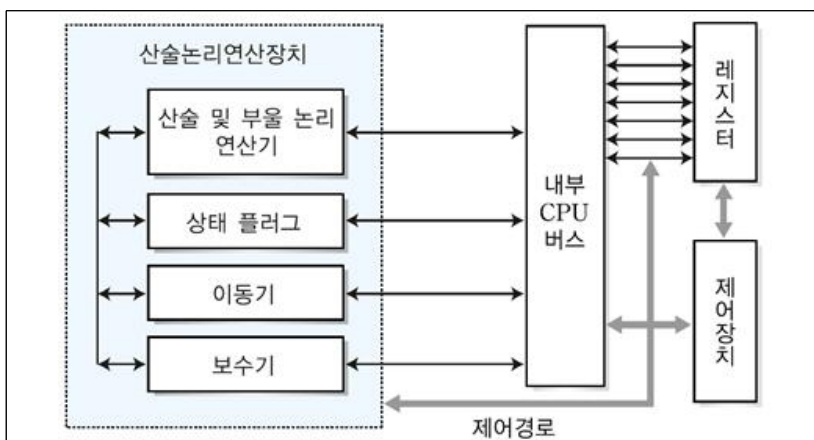 산술논리연산장치
산술 및 부울 논리
연산기
상태 플러그
이동기
보수기
내부
CPU
버스
레지스터
제어장치
제어경로